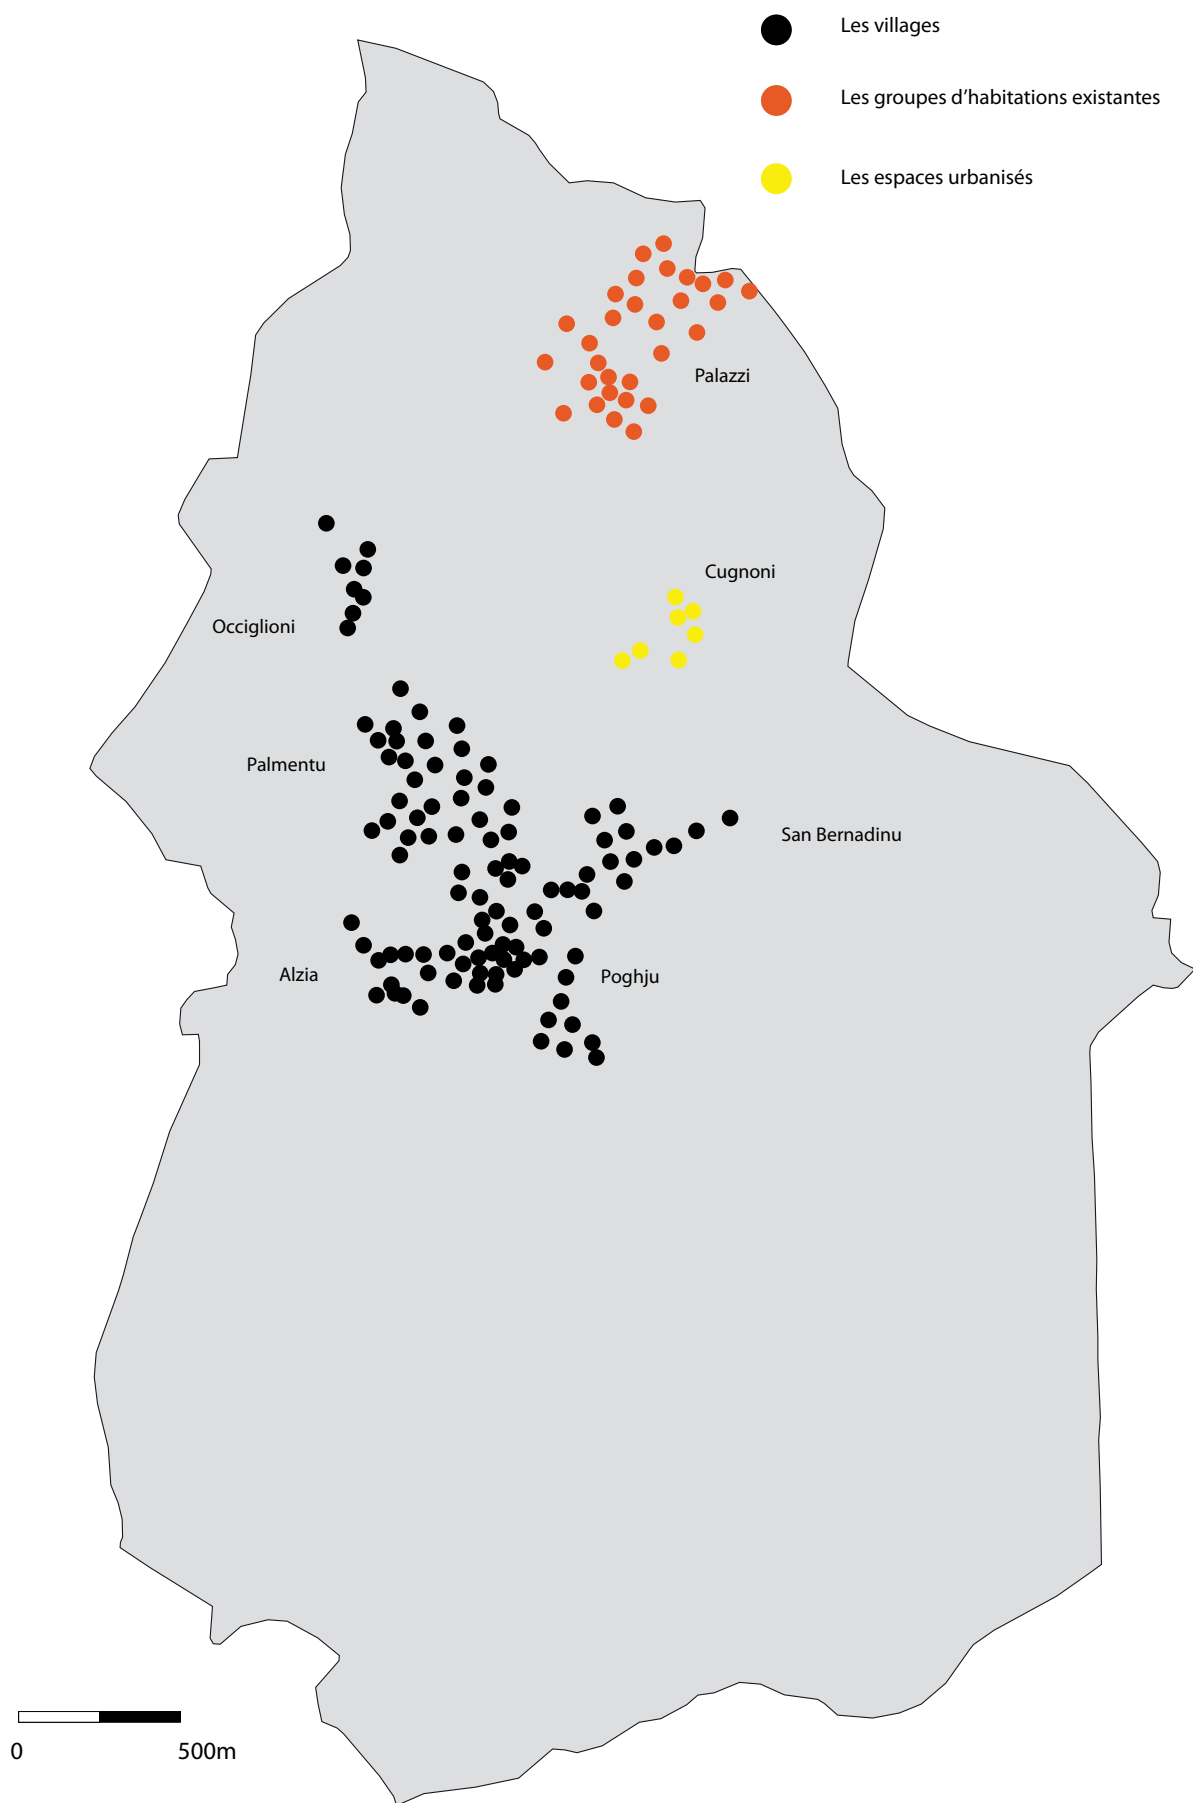 Les villages
Les groupes d’habitations existantes
Les espaces urbanisés
Palazzi
Cugnoni
Occiglioni
Palmentu
San Bernadinu
Alzia
Poghju
0 500m